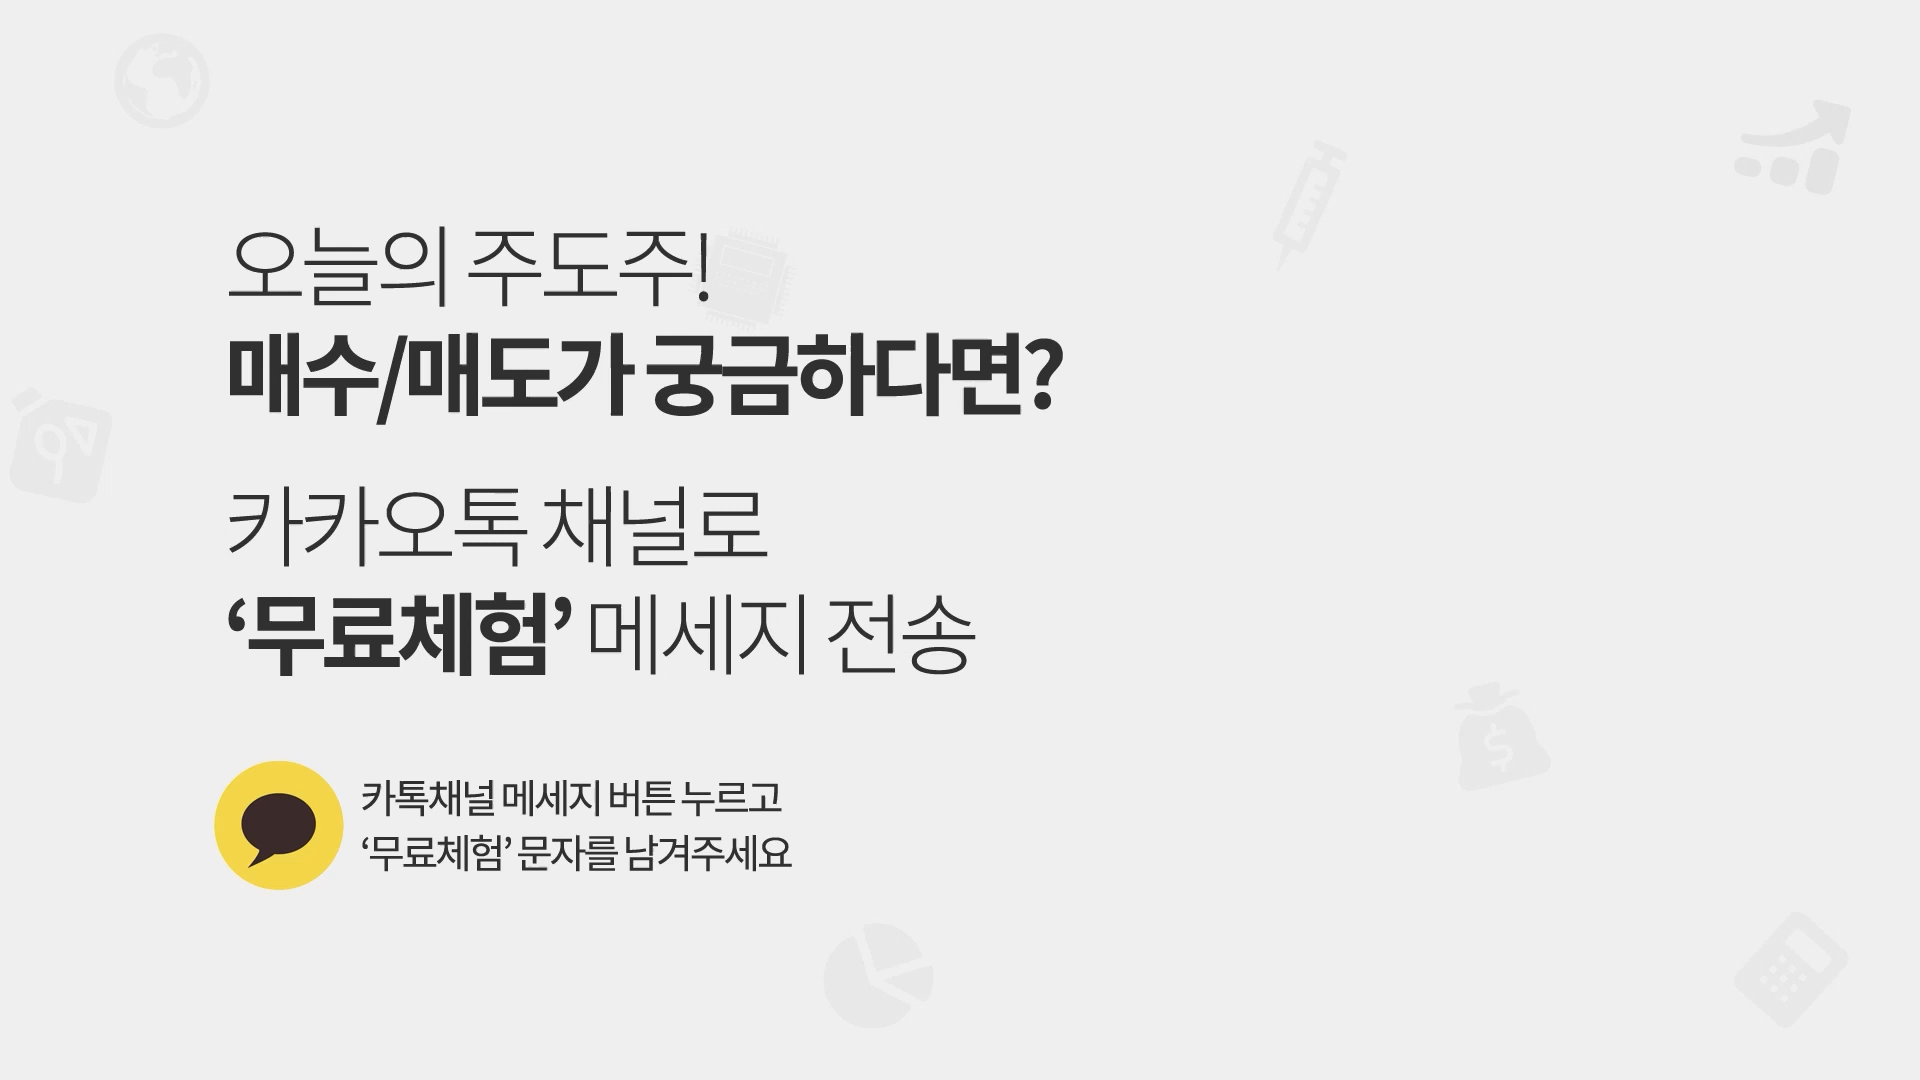 오늘의 주도주!
매수/매도가 궁금하다면?
카카오톡 채널로
‘무료체험’ 메세지 전송
카톡채널 메세지 버튼 누르고
‘무료체험’ 문자를 남겨주세요